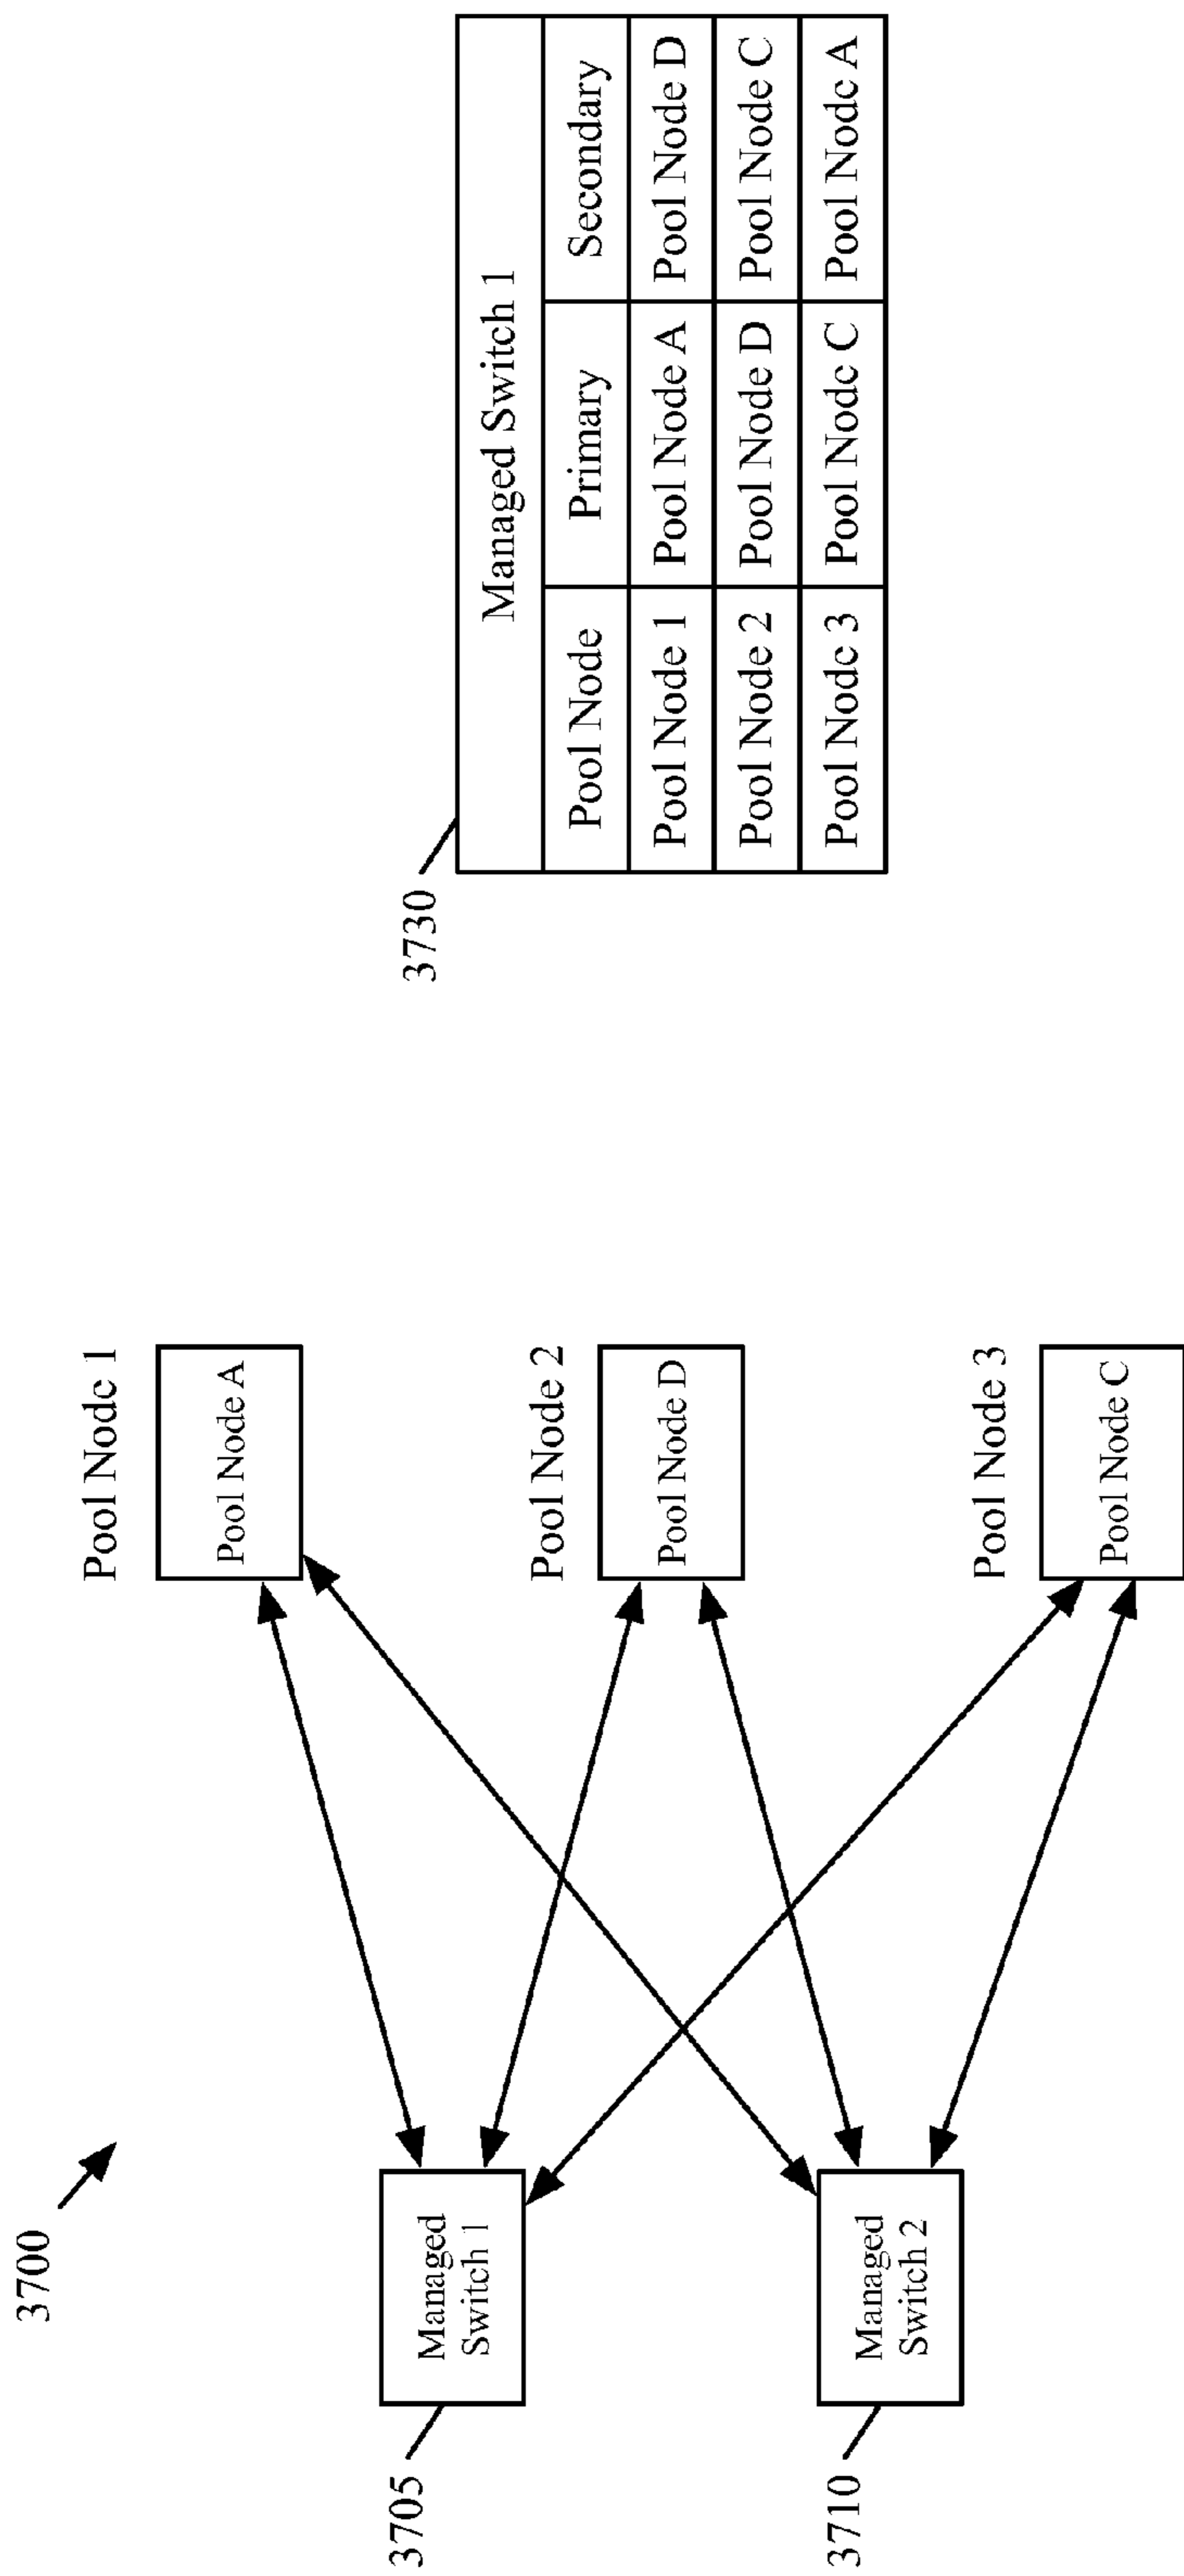 3700
3705
Managed
Switch 1
3710
Managed
Switch 2
Pool Node 1
Pool Node A
Pool Node 2
Pool Node D
Pool Node 3
Pool Node C
3730
Managed Switch 1
Pool Node Primary Secondary
Pool Node 1 Pool Node A Pool Node D
Pool Node 2 Pool Node D Pool Node C
Pool Node 3 Pool Node C Pool Node A